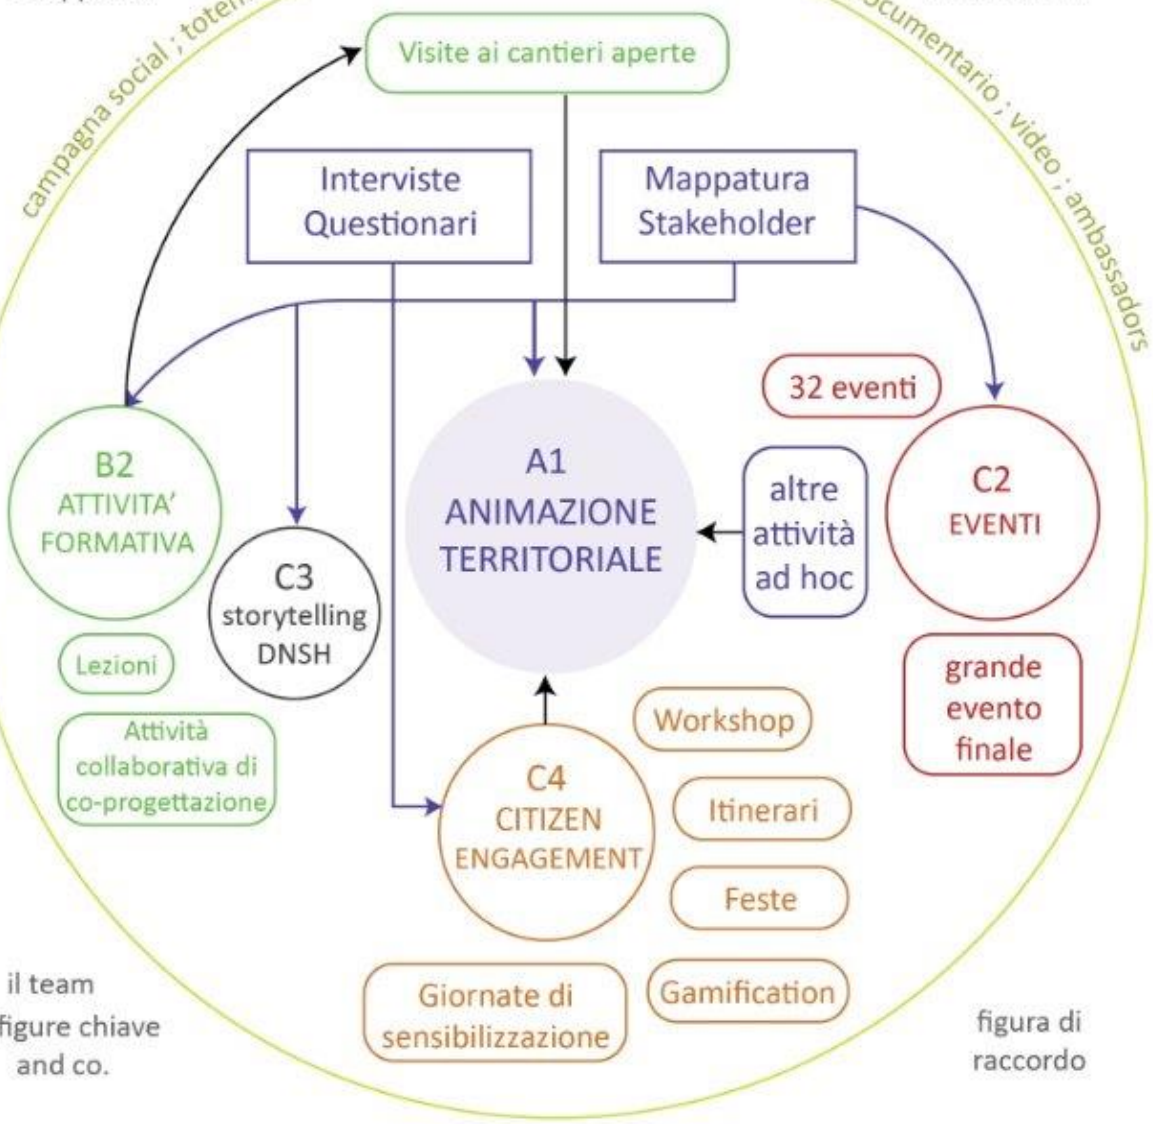 campagna social ; totem
documentario ; video ; ambassadors
Visite ai cantieri aperte
Interviste
Questionari
Mappatura
Stakeholder
32 eventi
B2
ATTIVITA'
FORMATIVA
A1
ANIMAZIONE
TERRITORIALE
altre
attività
ad hoc
C2
EVENTI
C3
storytelling
DNSH
Lezioni
Attività
collaborativa di
co-progettazione
grande
evento
finale
Workshop
C4
CITIZEN
ENGAGEMENT
Itinerari
Feste
Giornate di
sensibilizzazione
Gamification
il team
figure chiave
and co.
figura di
raccordo